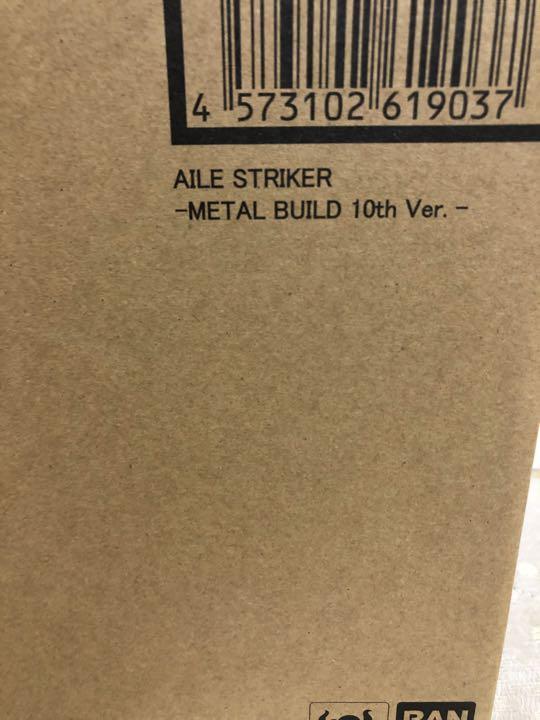 4 573102 619037
AILE STRIKER
-METAL BUILD 10th Ver. -
BAN